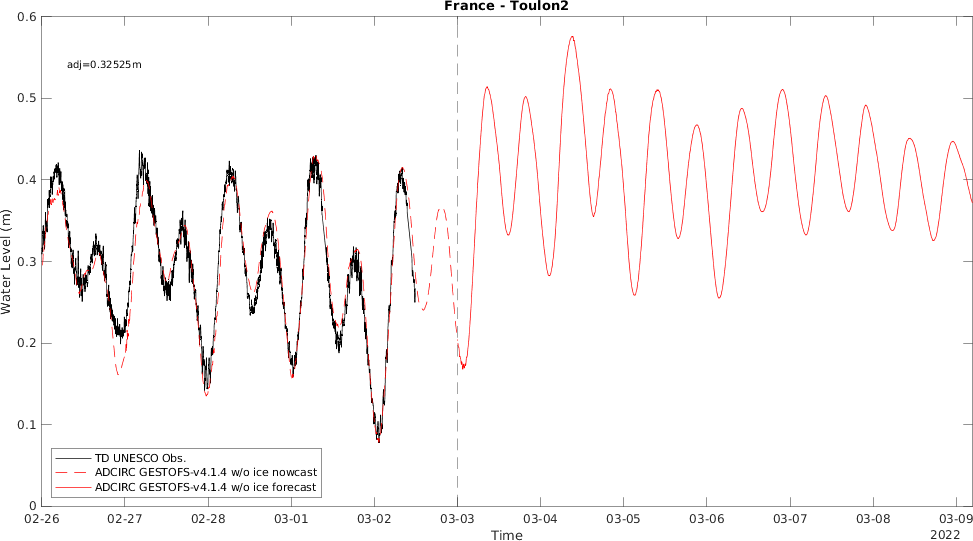 France - Toulon2
adj=0.32525m
0.6
0.5
0.4
0.3
0.2
0.1
0
Water Level (m)
TD UNESCO Obs.
ADCIRC GESTOFS-v4.1.4 w/o ice nowcast
ADCIRC GESTOFS-v4.1.4 w/o ice forecast
02-26 02-27 02-28 03-01 03-02 03-03 03-04 03-05 03-06 03-07 03-08 03-09
Time
2022